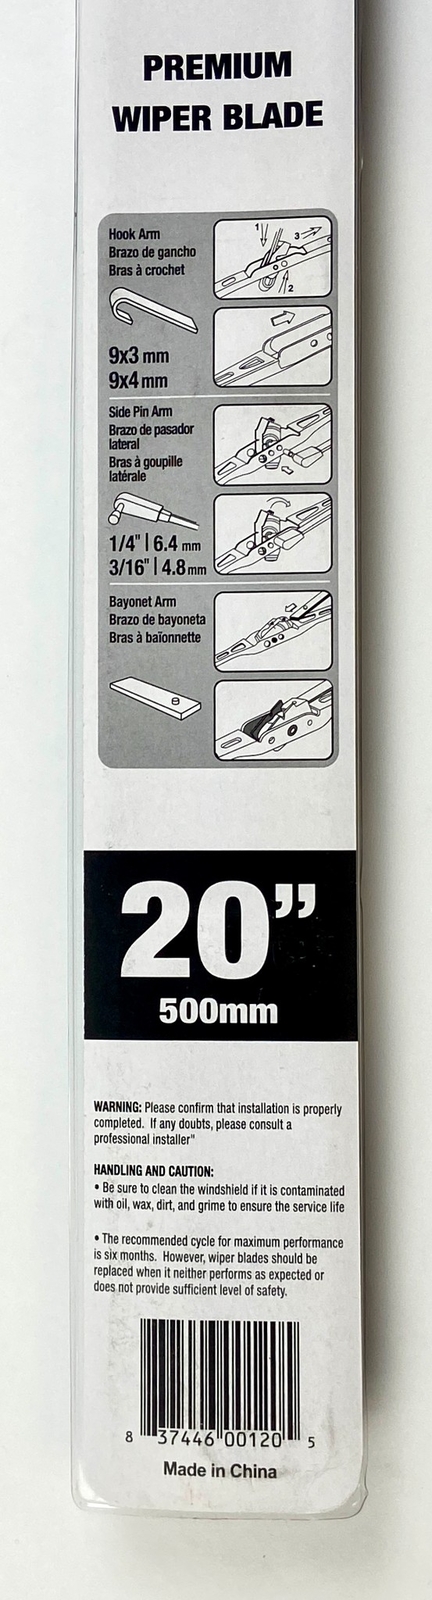 PREMIUM
WIPER BLADE
Hook Arm
Brazo de gancho
Bras à crochet
9x3 mm
9x4 mm
1
3
2
Side Pin Arm
Brazo de pasador
lateral
Bras à goupille
latérale
1/4" | 6.4 mm
3/16" | 4.8 mm
Bayonet Arm
Brazo de bayoneta
Bras à baïonnette
20”
500mm
WARNING: Please confirm that installation is properly
completed. If any doubts, please consult a
professional installer"
HANDLING AND CAUTION:
• Be sure to clean the windshield if it is contaminated
with oil, wax, dirt, and grime to ensure the service life
• The recommended cycle for maximum performance
is six months. However, wiper blades should be
replaced when it neither performs as expected or
does not provide sufficient level of safety.
8 37446 00120 5
Made in China